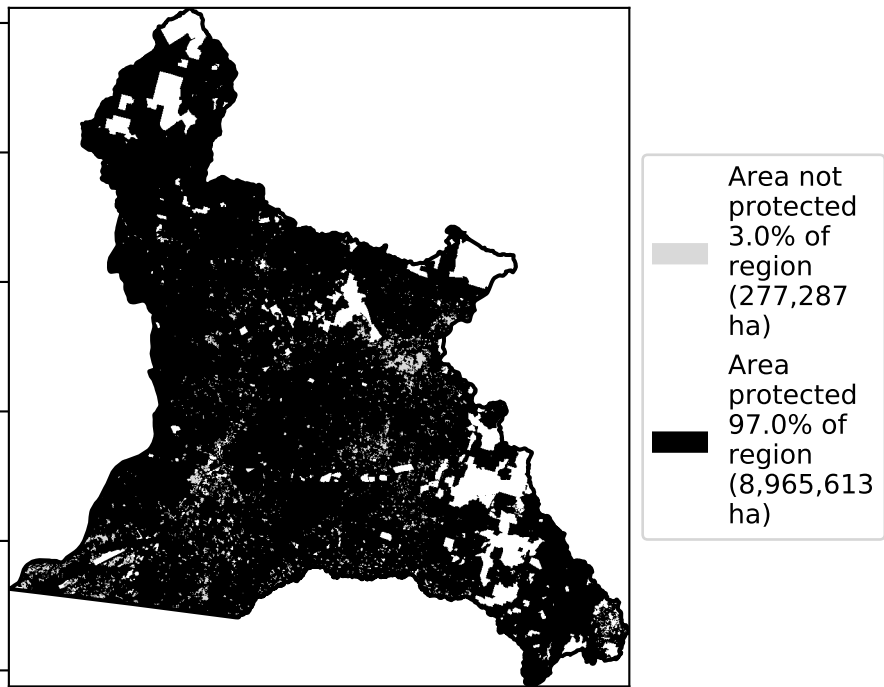 Area not
protected
3.0% of
region
(277,287
ha)
Area
protected
97.0% of
region
(8,965,613
ha)